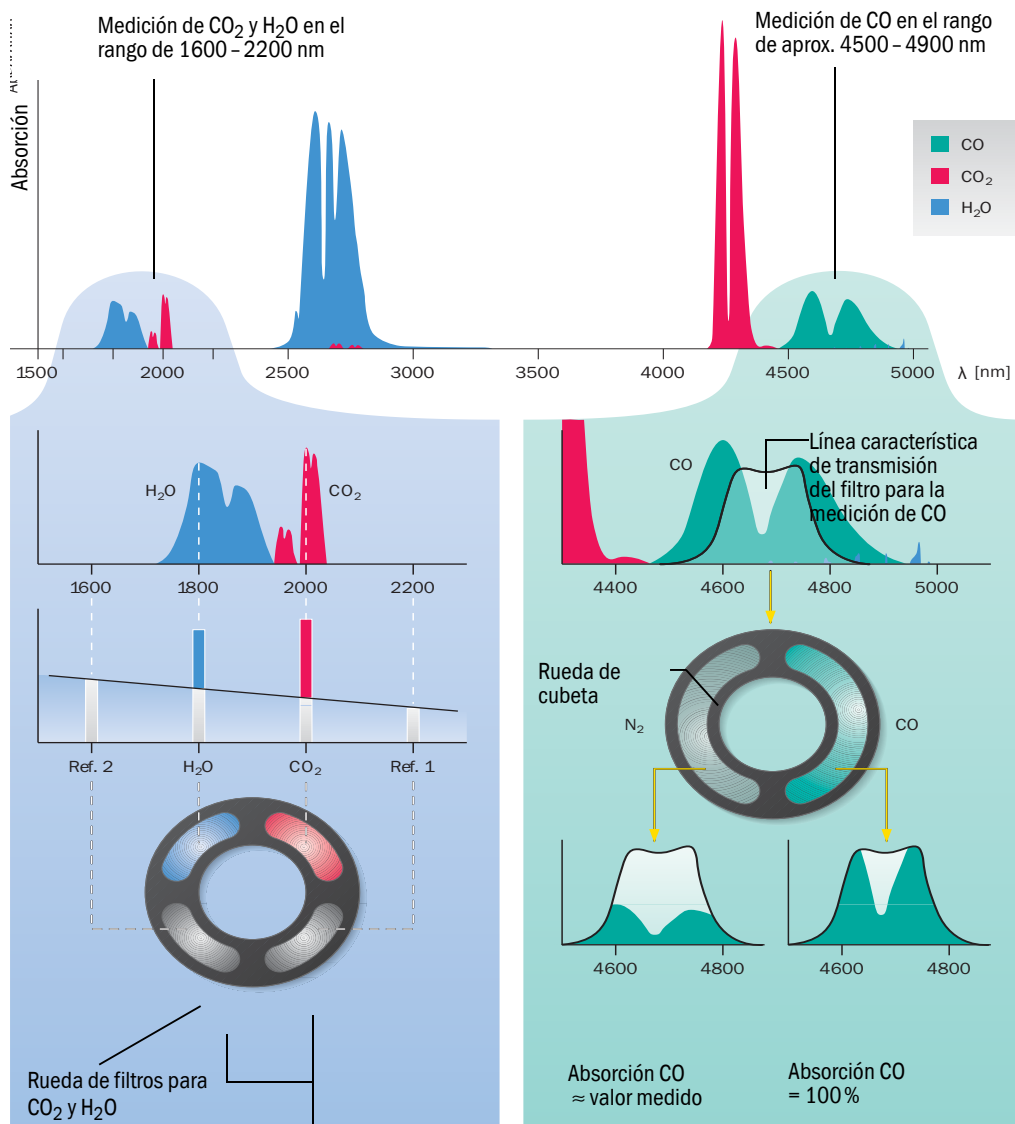 Medición de CO₂ y H₂O en el
rango de 1600 – 2200 nm
Medición de CO en el rango
de aprox. 4500 – 4900 nm
Absorción
CO
CO₂
H₂O
1500 2000 2500 3000 3500 4000 4500 5000 λ [nm]
H₂O
CO₂
1600 1800 2000 2200
Ref. 2 H₂O CO₂ Ref. 1
Rueda de filtros para
CO₂ y H₂O
CO
Línea característica
de transmisión
del filtro para la
medición de CO
4400 4600 4800 5000
Rueda de
cubeta
N₂
CO
4600 4800
4600 4800
Absorción CO
≈ valor medido
Absorción CO
= 100 %